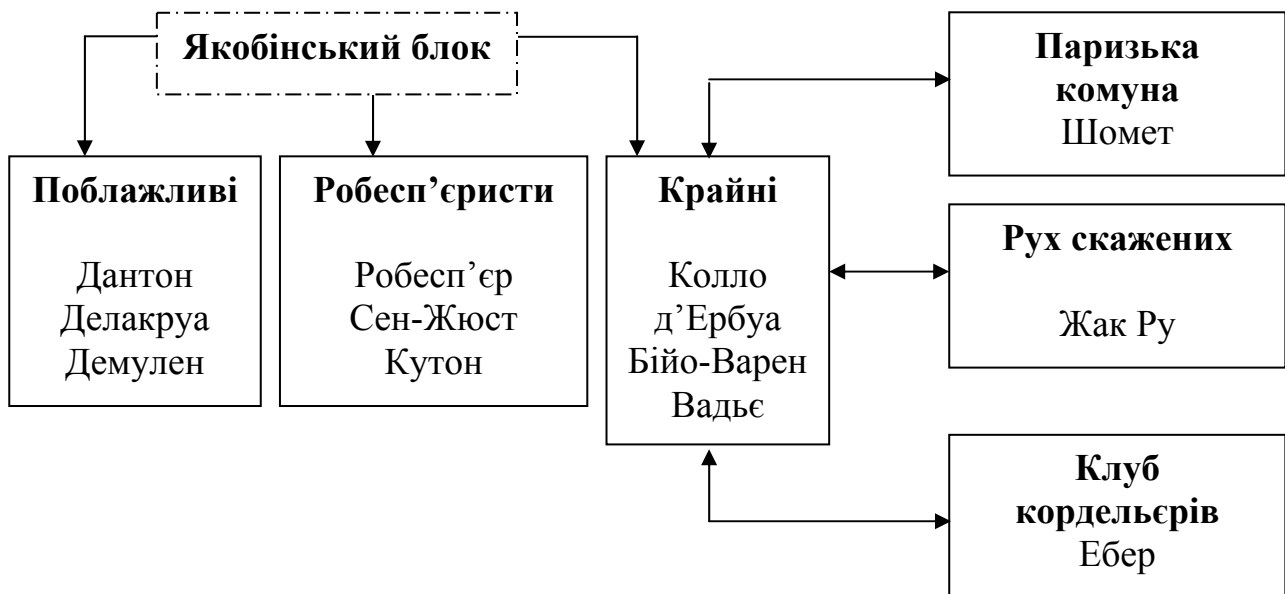 Якобінський блок
Поблажливі
Дантон
Делакруа
Демулен
Робесп’єристи
Робесп’єр
Сен-Жюст
Кутон
Крайні
Колло
д’Ербуа
Бійо-Варен
Вадьє
Паризька
комуна
Шомет
Рух скажених
Жак Ру
Клуб
кордельєрів
Ебер